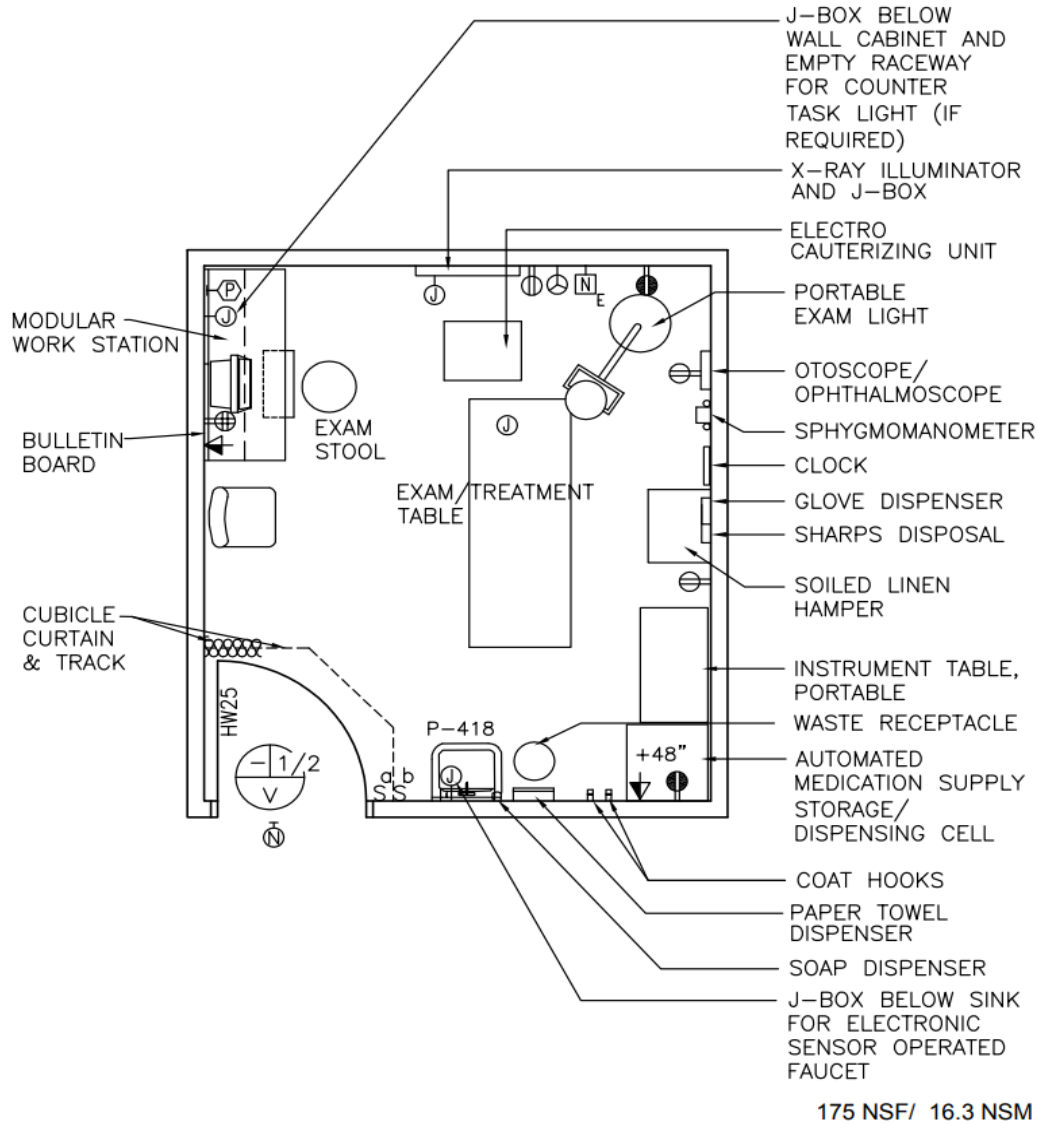 J-BOX BELOW
WALL CABINET AND
EMPTY RACEWAY
FOR COUNTER
TASK LIGHT (IF
REQUIRED)
X-RAY ILLUMINATOR
AND J-BOX
ELECTRO
CAUTERIZING UNIT
PORTABLE
EXAM LIGHT
OTOSCOPE/
OPHTHALMOSCOPE
SPHYGMOMANOMETER
CLOCK
GLOVE DISPENSER
SHARPS DISPOSAL
SOILED LINEN
HAMPER
INSTRUMENT TABLE,
PORTABLE
WASTE RECEPTACLE
AUTOMATED
MEDICATION SUPPLY
STORAGE/
DISPENSING CELL
COAT HOOKS
PAPER TOWEL
DISPENSER
SOAP DISPENSER
J-BOX BELOW SINK
FOR ELECTRONIC
SENSOR OPERATED
FAUCET
MODULAR
WORK STATION
BULLETIN
BOARD
CUBICLE
CURTAIN
& TRACK
P
J
J
N
E
EXAM
STOOL
J
EXAM/TREATMENT
TABLE
HW25
- 1/2
V
N
a b
S S
P-418
J
+48"
175 NSF/ 16.3 NSM